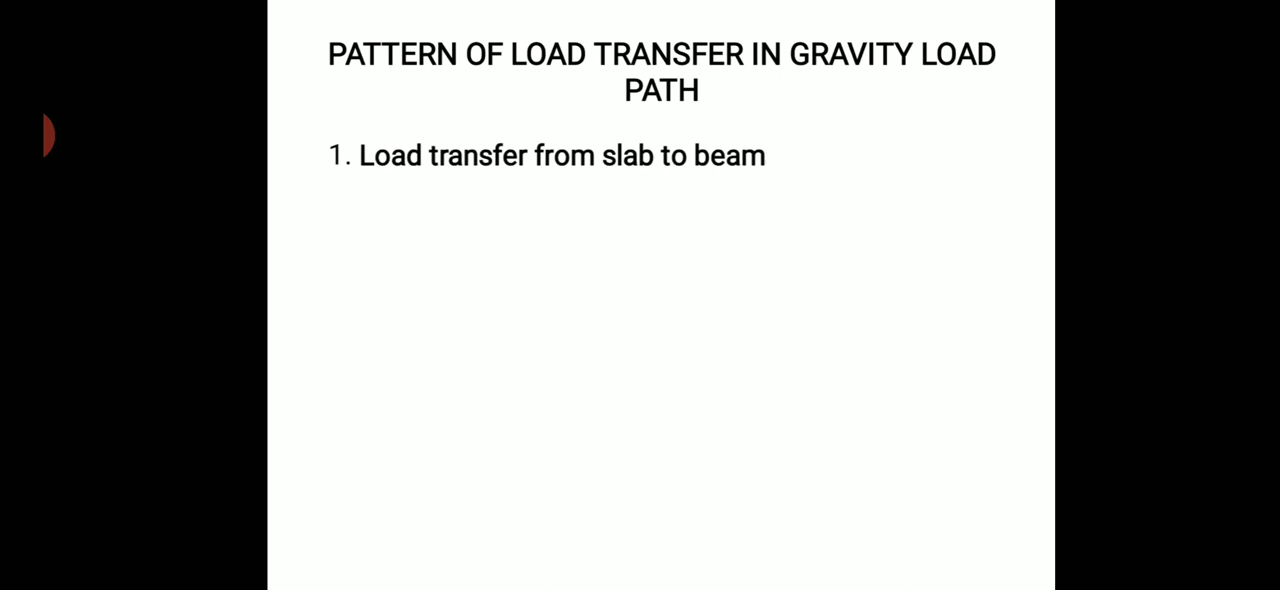 PATTERN OF LOAD TRANSFER IN GRAVITY LOAD
PATH
1. Load transfer from slab to beam